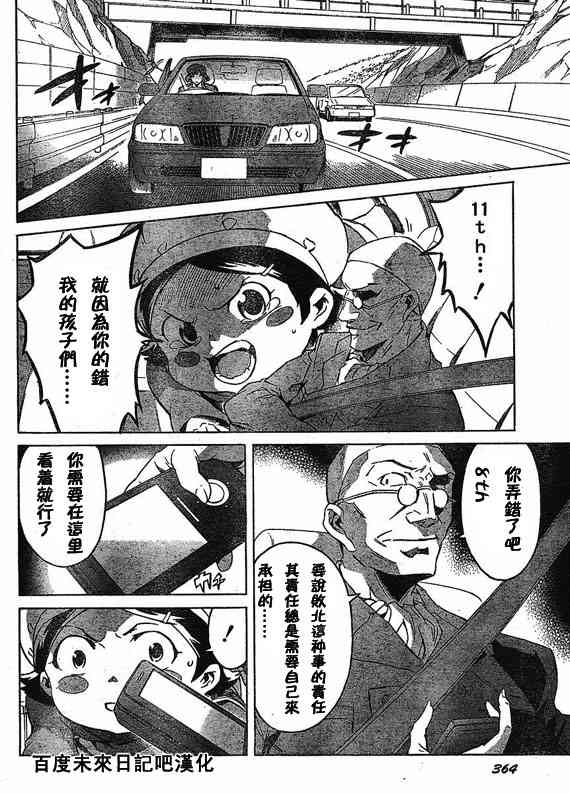 11th…！
就因為你的錯
我的孩子們……
你弄錯了吧
8th
要說敗北這种事的責任
其責任總是需要自己來
承担的……
你需要在這里
看着就行了
！
百度未來日記吧漢化
364